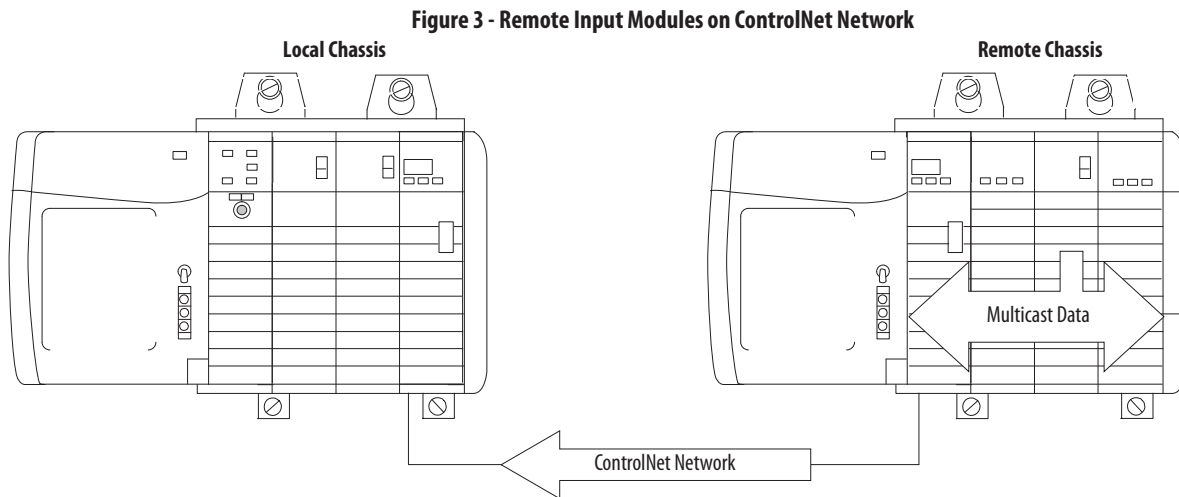 Figure 3 - Remote Input Modules on ControlNet Network
Local Chassis
Remote Chassis
Multicast Data
ControlNet Network